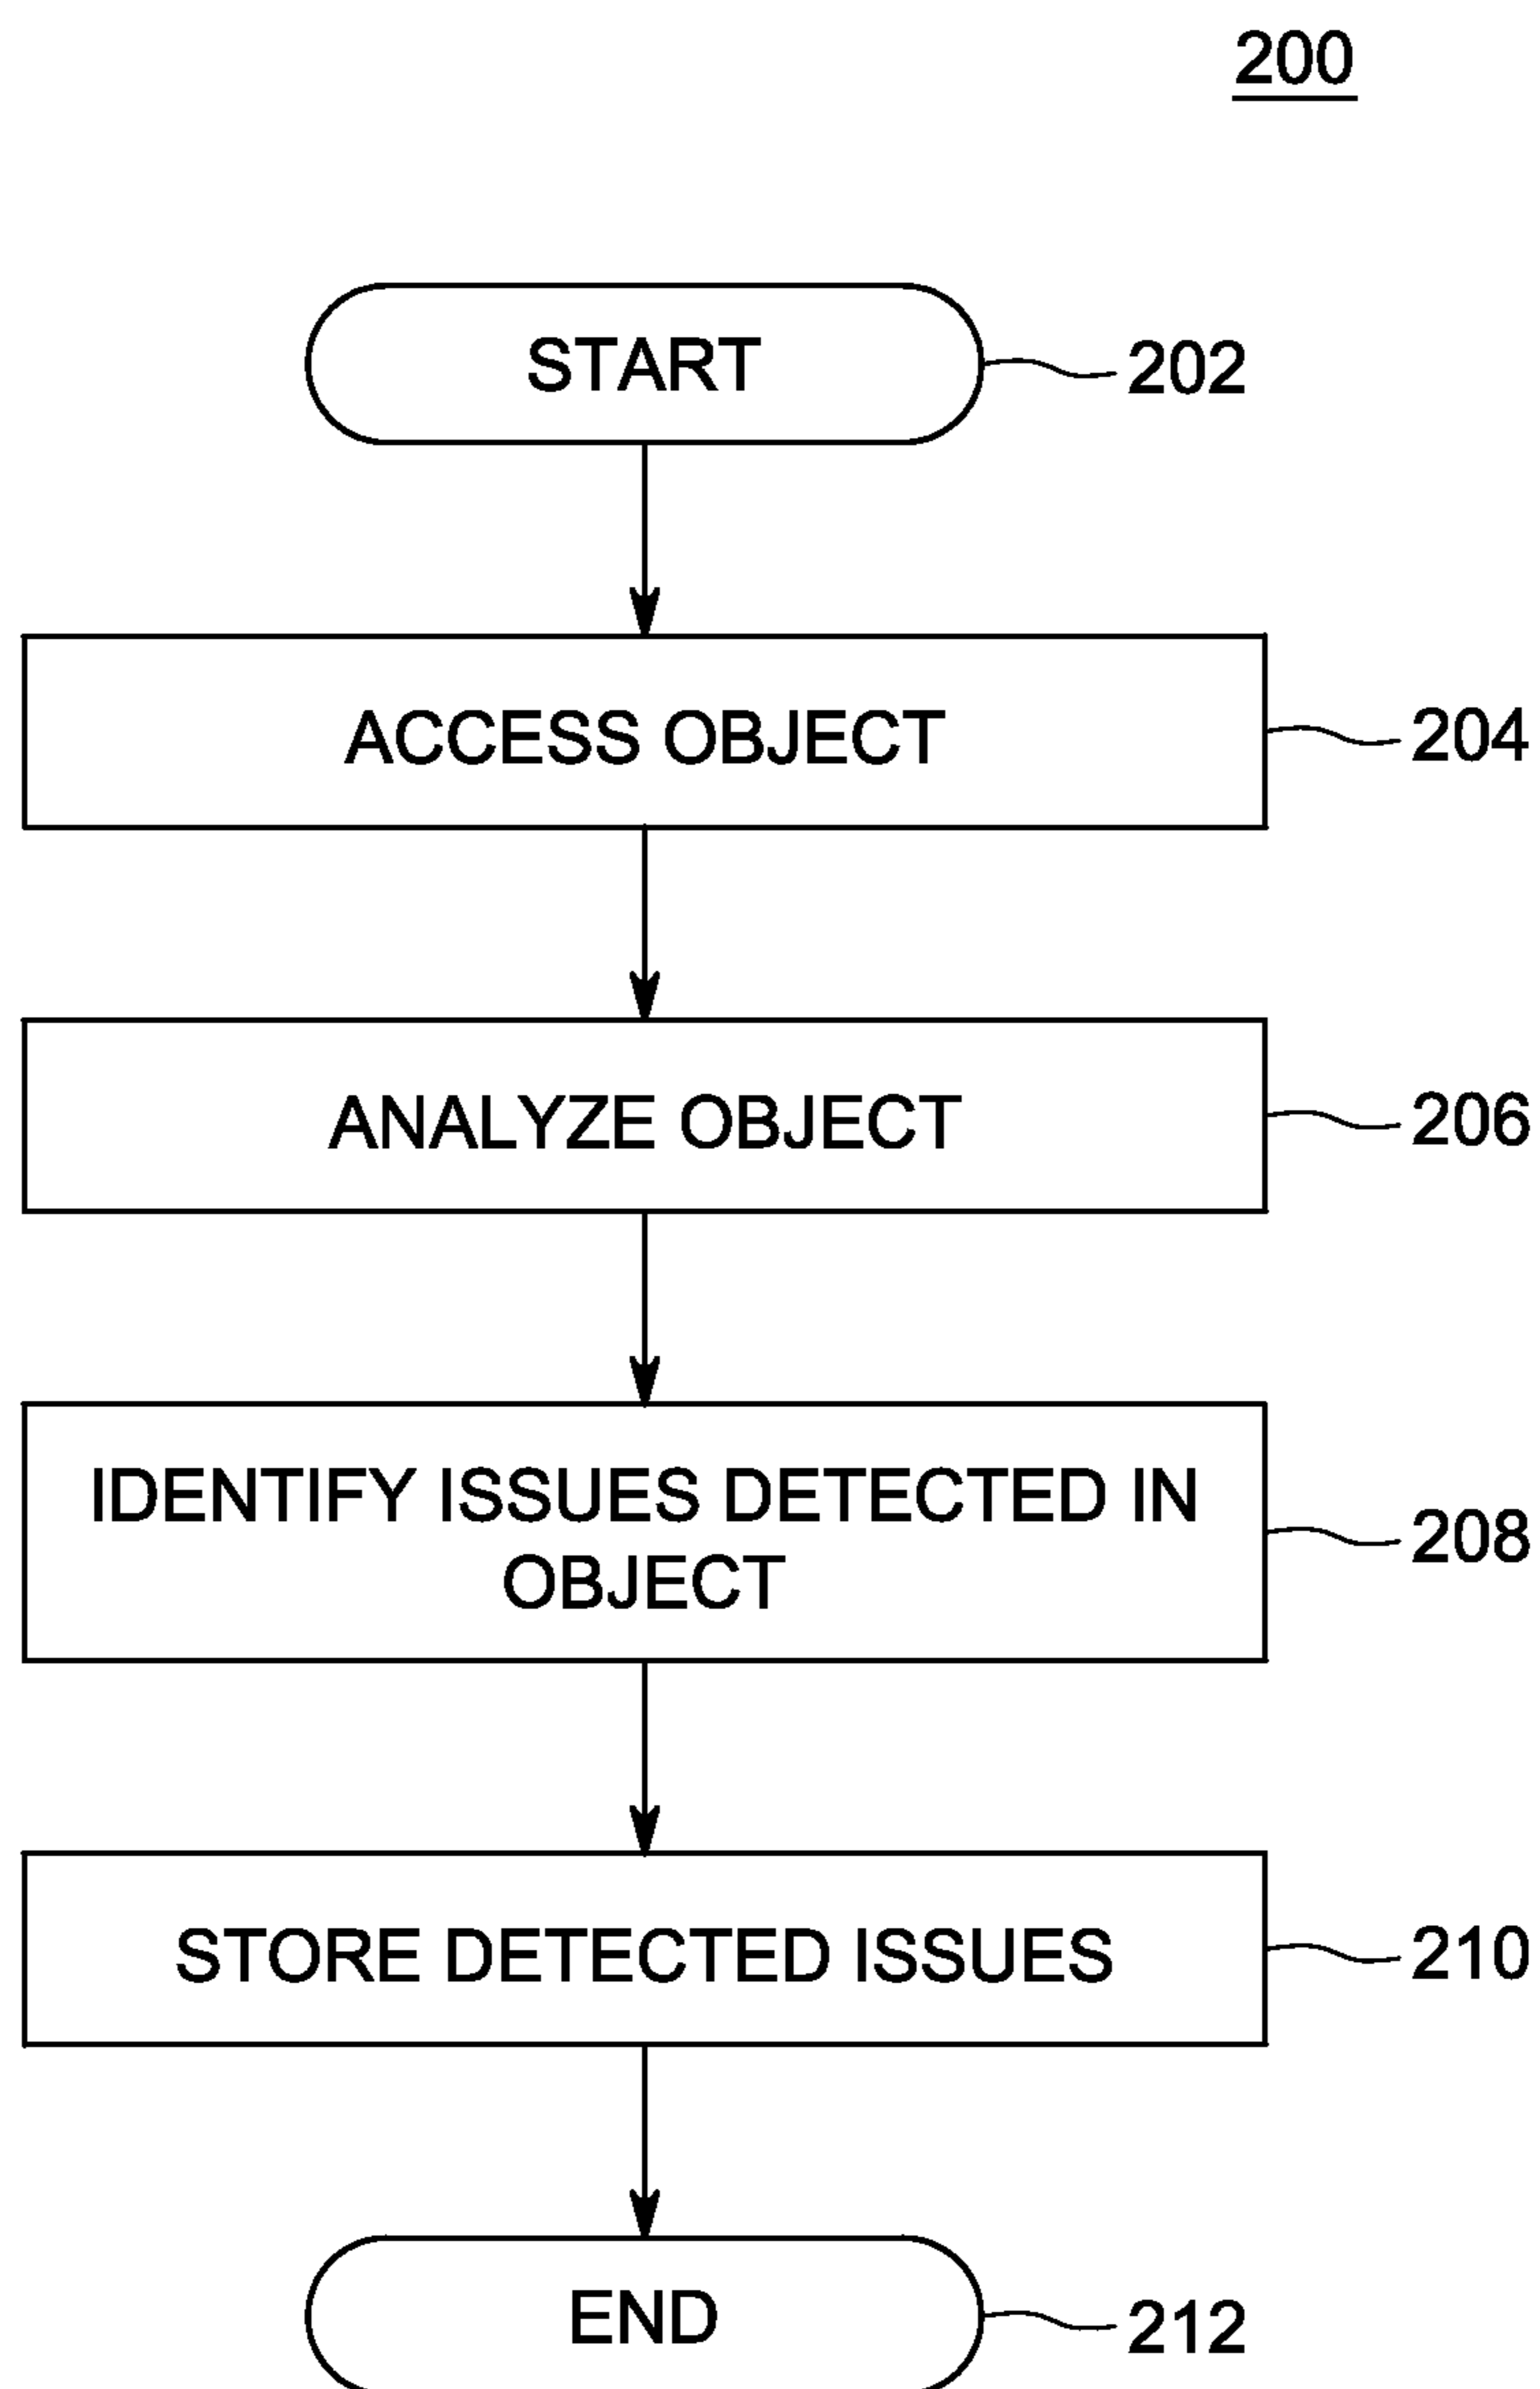 200
START
202
ACCESS OBJECT
204
ANALYZE OBJECT
206
IDENTIFY ISSUES DETECTED IN
OBJECT
208
STORE DETECTED ISSUES
210
END
212